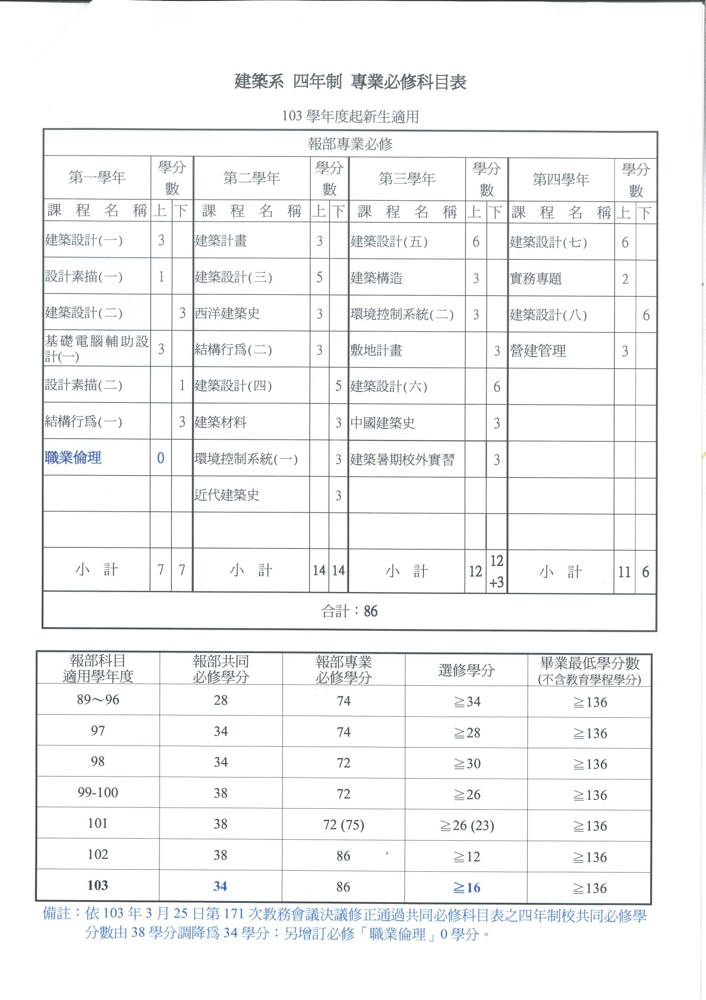 建築系 四年制 專業必修科目表
103 學年度起新生適用
報部專業必修
第一學年 學分數 第二學年 學分數 第三學年 學分數 第四學年 學分數
課程名稱 上 下 課程名稱 上 下 課程名稱 上 下 課程名稱 上 下
建築設計(一) 3 建築計畫 3 建築設計(五) 6 建築設計(七) 6
設計素描(一) 1 建築設計(三) 5 建築構造 3 實務專題 2
建築設計(二) 3 西洋建築史 3 環境控制系統(二) 3 建築設計(八) 6
基礎電腦輔助設計(一) 3 結構行為(二) 3 敷地計畫 3 營建管理 3
設計素描(二) 1 建築設計(四) 5 建築設計(六) 6
結構行為(一) 3 建築材料 3 中國建築史 3
職業倫理 0 環境控制系統(一) 3 建築暑期校外實習 3
近代建築史 3
小計 7 7 小計 14 14 小計 12 12+3 小計 11 6
合計：86
報部科目適用學年度 報部共同必修學分 報部專業必修學分 選修學分 畢業最低學分數(不含教育學程學分)
89～96 28 74 ≧34 ≧136
97 34 74 ≧28 ≧136
98 34 72 ≧30 ≧136
99-100 38 72 ≧26 ≧136
101 38 72 (75) ≧26 (23) ≧136
102 38 86 ≧12 ≧136
103 34 86 ≧16 ≧136
備註：依 103 年 3 月 25 日第 171 次教務會議決議修正通過共同必修科目表之四年制校共同必修學
分數由 38 學分調降為 34 學分；另增訂必修「職業倫理」0 學分。